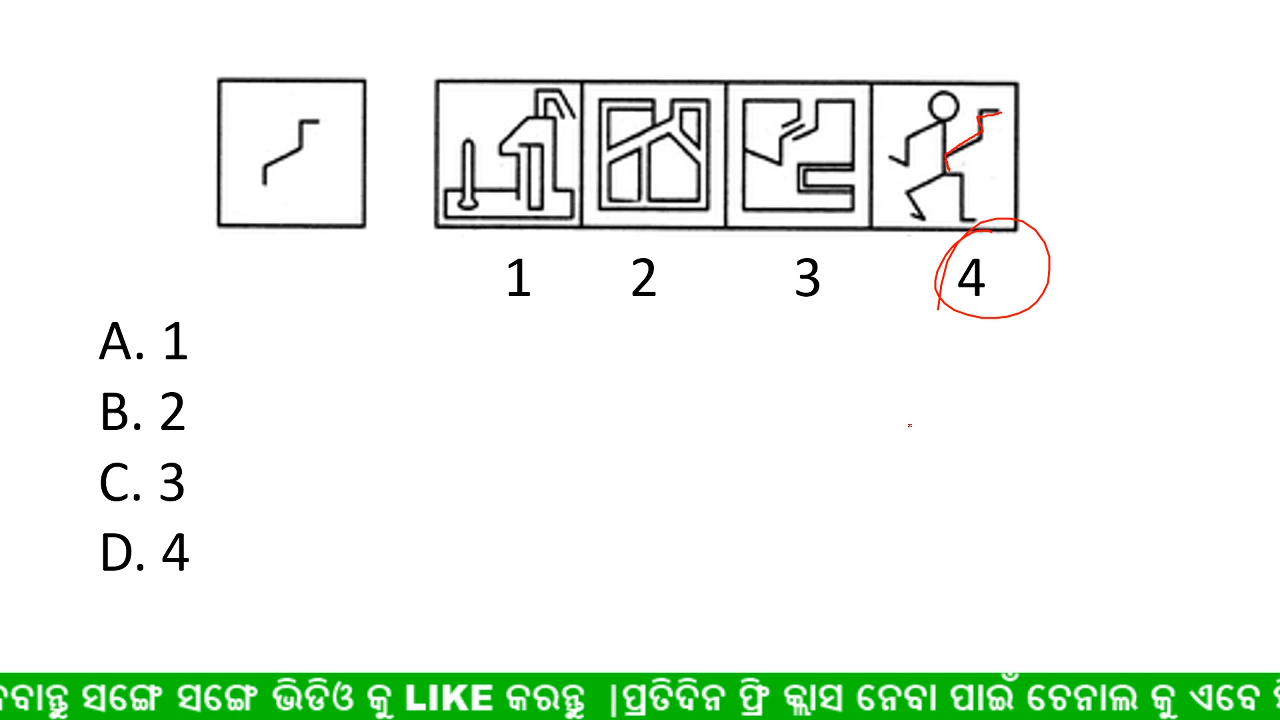 1 2 3 4
A. 1
B. 2
C. 3
D. 4
ସଙ୍ଗେ ସଙ୍ଗେ ଭିଡିଓ କୁ LIKE କରନ୍ତୁ |ପ୍ରତିଦିନ ଫ୍ରି କ୍ଲାସ ନେବା ପାଇଁ ଚେନାଲ କୁ ଏବେ